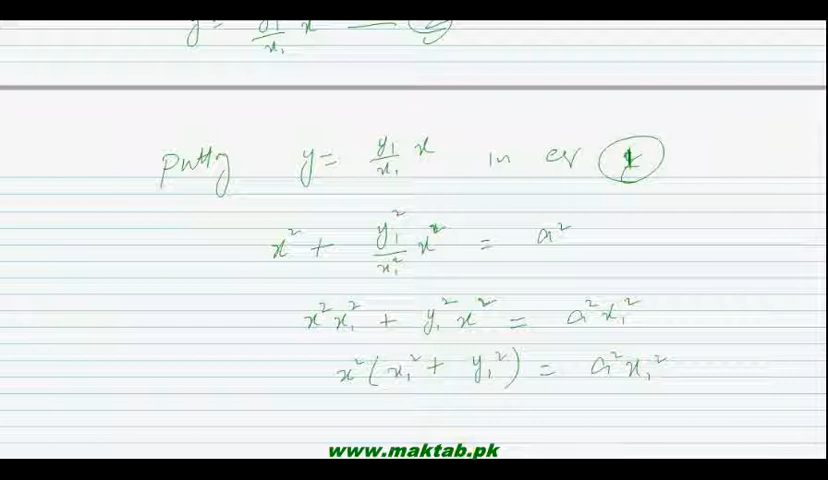 y = y₁/x₁ x —— (2)
Putting y = y₁/x₁ x in eq (1)
x² + y₁²/x₁² x² = a²
x²x₁² + y₁²x² = a²x₁²
x²(x₁² + y₁²) = a²x₁²
www.maktab.pk